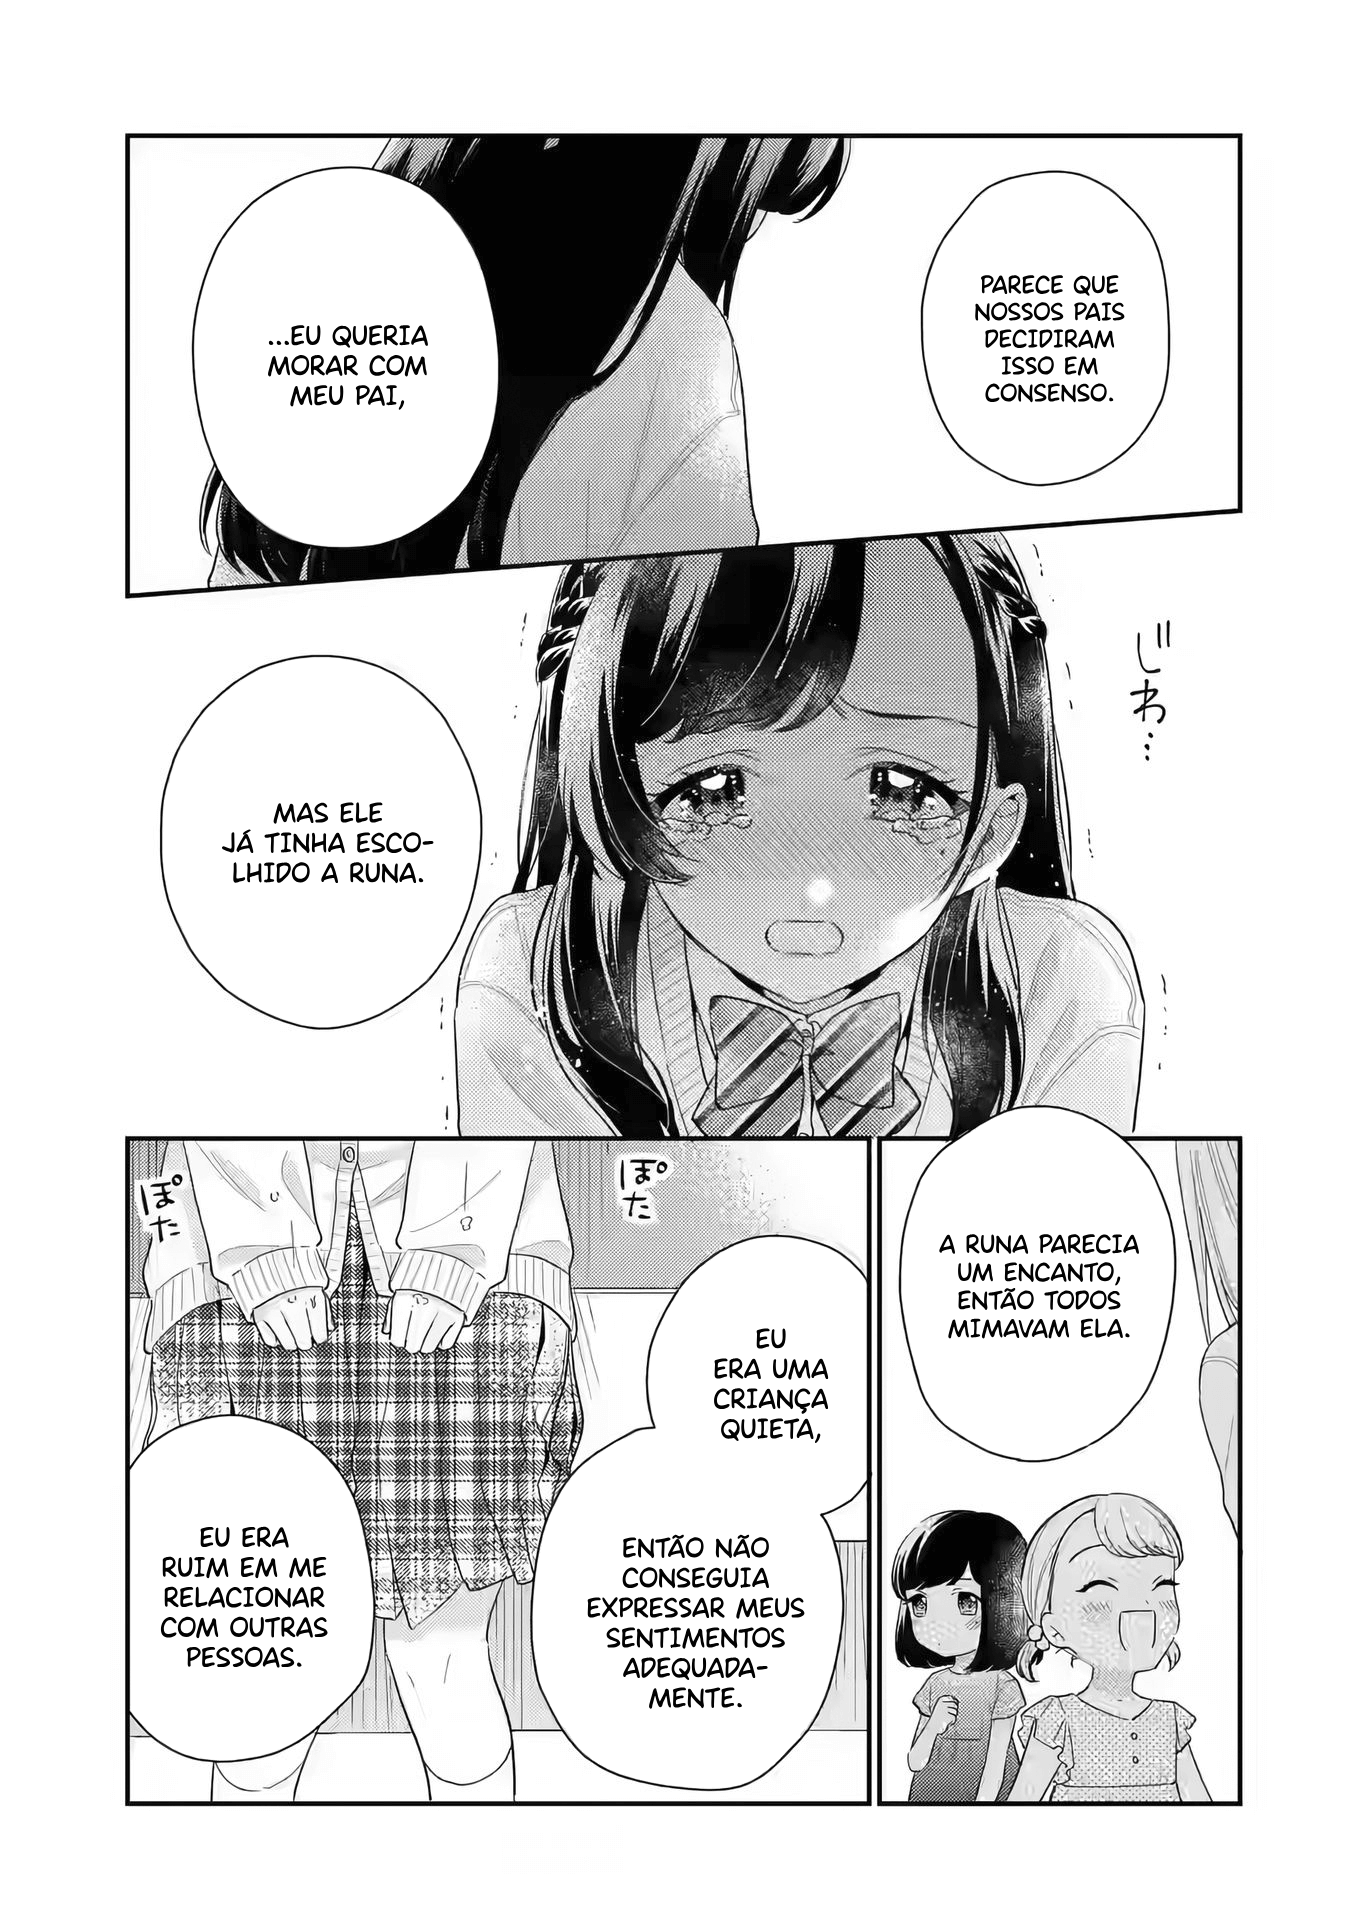 PARECE QUE
NOSSOS PAIS
DECIDIRAM
ISSO EM
CONSENSO.
...EU QUERIA
MORAR COM
MEU PAI,
じわ…
MAS ELE
JÁ TINHA ESCO-
LHIDO A RUNA.
A RUNA PARECIA
UM ENCANTO,
ENTÃO TODOS
MIMAVAM ELA.
ぽた
EU
ERA UMA
CRIANÇA
QUIETA,
ENTÃO NÃO
CONSEGUIA
EXPRESSAR MEUS
SENTIMENTOS
ADEQUADA-
MENTE.
ぽた
EU ERA
RUIM EM ME
RELACIONAR
COM OUTRAS
PESSOAS.